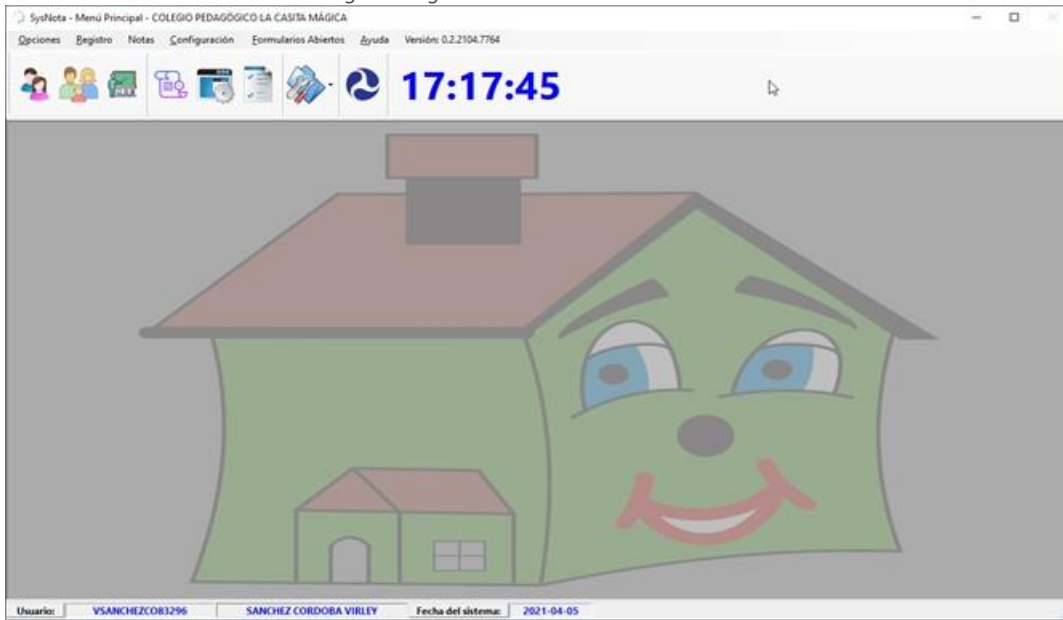 SysNota - Menú Principal - COLEGIO PEDAGÓGICO LA CASITA MÁGICA
Opciones Registro Notas Configuración Formularios Abiertos Ayuda Versión: 0.2.2104.7764
17:17:45
Usuario: VSANCHEZCO83296 SANCHEZ CORDOBA VIRLEY Fecha del sistema: 2021-04-05